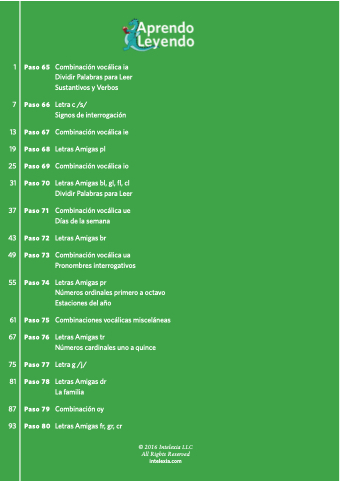 Aprendo
Leyendo
1 Paso 65 Combinación vocálica ia
Dividir Palabras para Leer
Sustantivos y Verbos
7 Paso 66 Letra c /s/
Signos de interrogación
13 Paso 67 Combinación vocálica ie
19 Paso 68 Letras Amigas pl
25 Paso 69 Combinación vocálica io
31 Paso 70 Letras Amigas bl, gl, fl, cl
Dividir Palabras para Leer
37 Paso 71 Combinación vocálica ue
Días de la semana
43 Paso 72 Letras Amigas br
49 Paso 73 Combinación vocálica ua
Pronombres interrogativos
55 Paso 74 Letras Amigas pr
Números ordinales primero a octavo
Estaciones del año
61 Paso 75 Combinaciones vocálicas misceláneas
67 Paso 76 Letras Amigas tr
Números cardinales uno a quince
75 Paso 77 Letra g /j/
81 Paso 78 Letras Amigas dr
La familia
87 Paso 79 Combinación oy
93 Paso 80 Letras Amigas fr, gr, cr
© 2016 Intelexia LLC
All Rights Reserved
intelexia.com